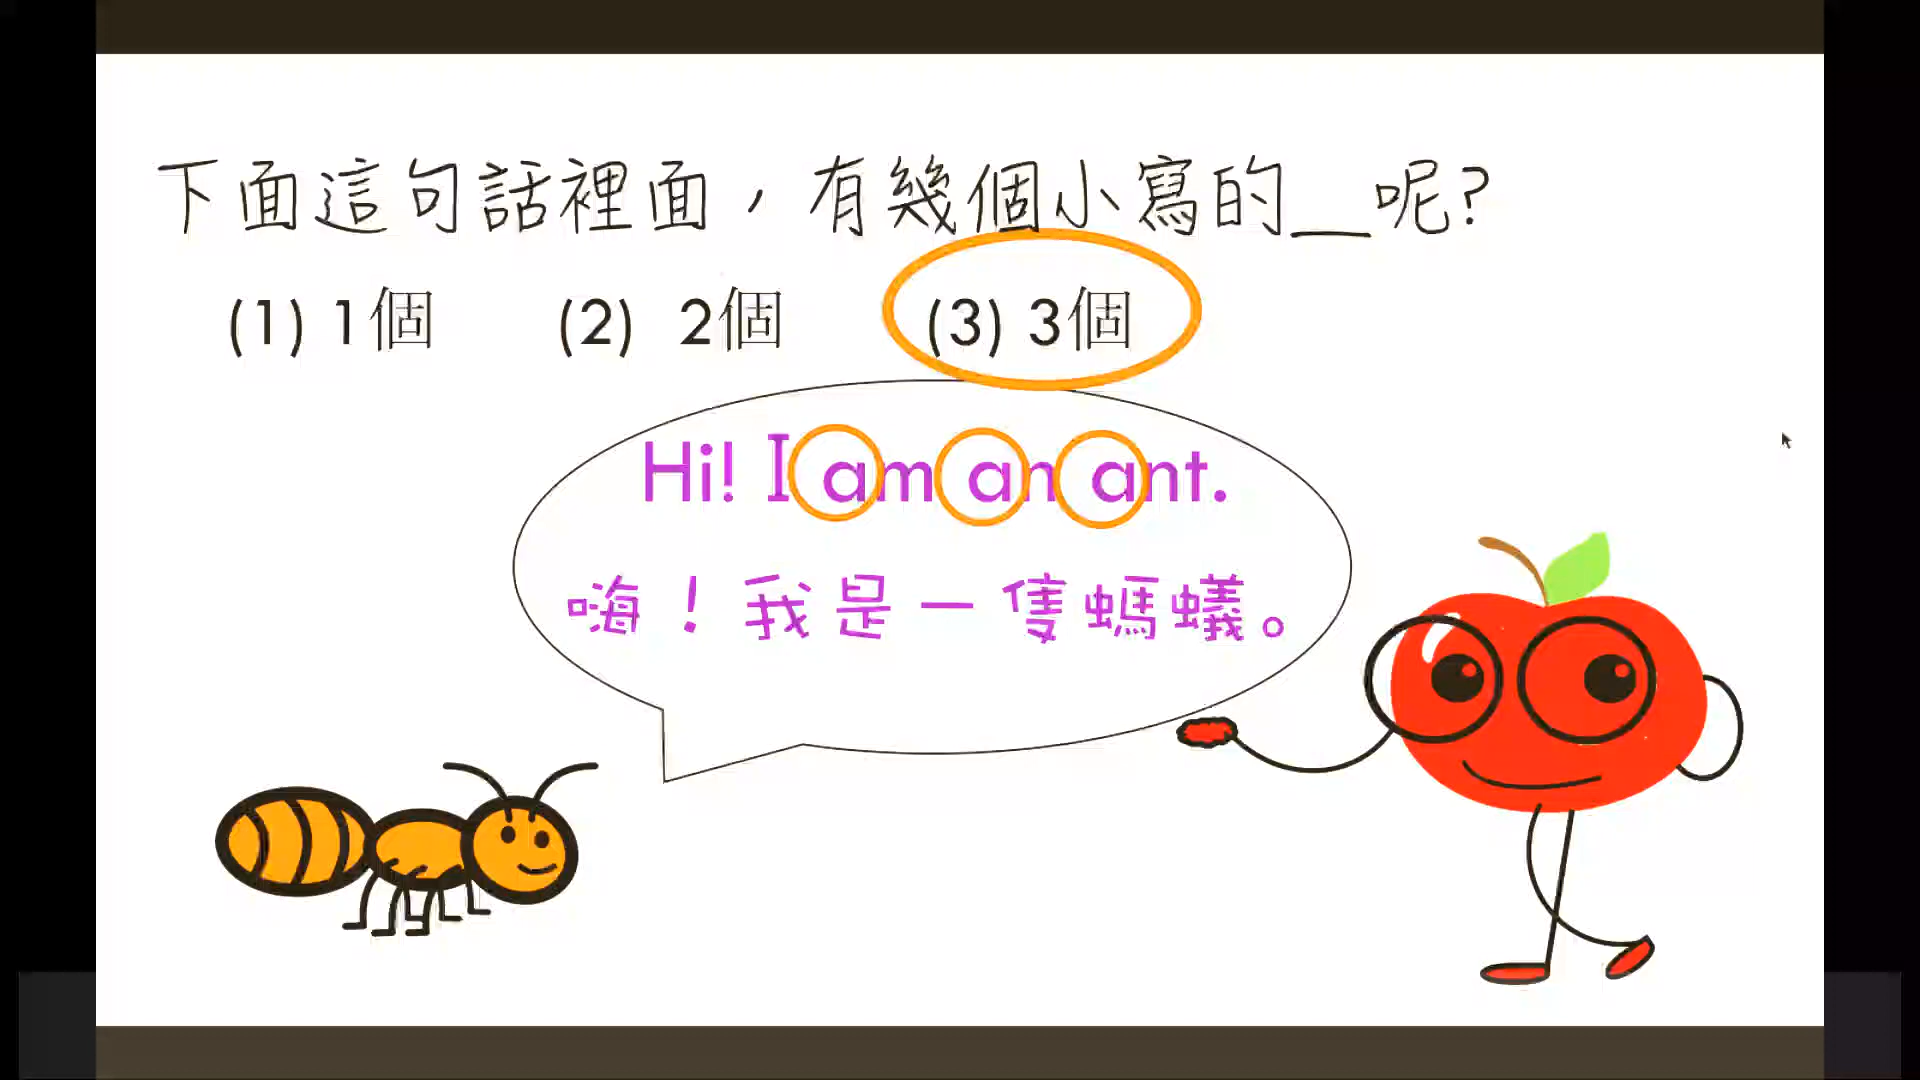 下面這句話裡面，有幾個小寫的__呢?
(1) 1個 (2) 2個 (3) 3個
Hi! I am an ant.
嗨！我是一隻螞蟻。